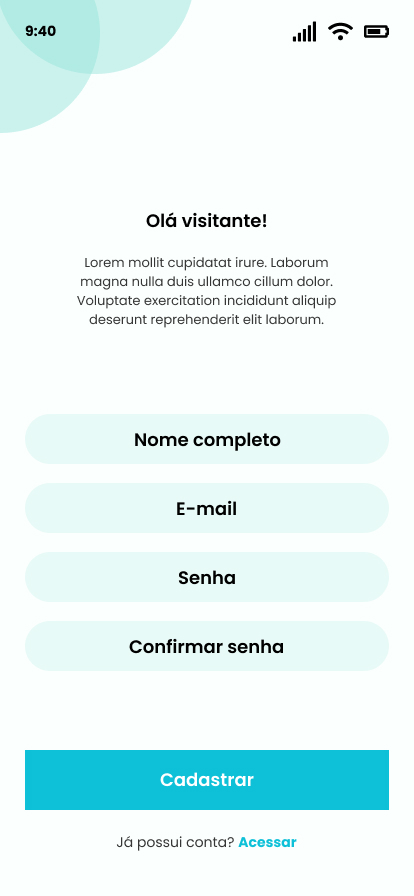 9:40
Olá visitante!
Lorem mollit cupidatat irure. Laborum
magna nulla duis ullamco cillum dolor.
Voluptate exercitation incididunt aliquip
deserunt reprehenderit elit laborum.
Nome completo
E-mail
Senha
Confirmar senha
Cadastrar
Já possui conta? Acessar